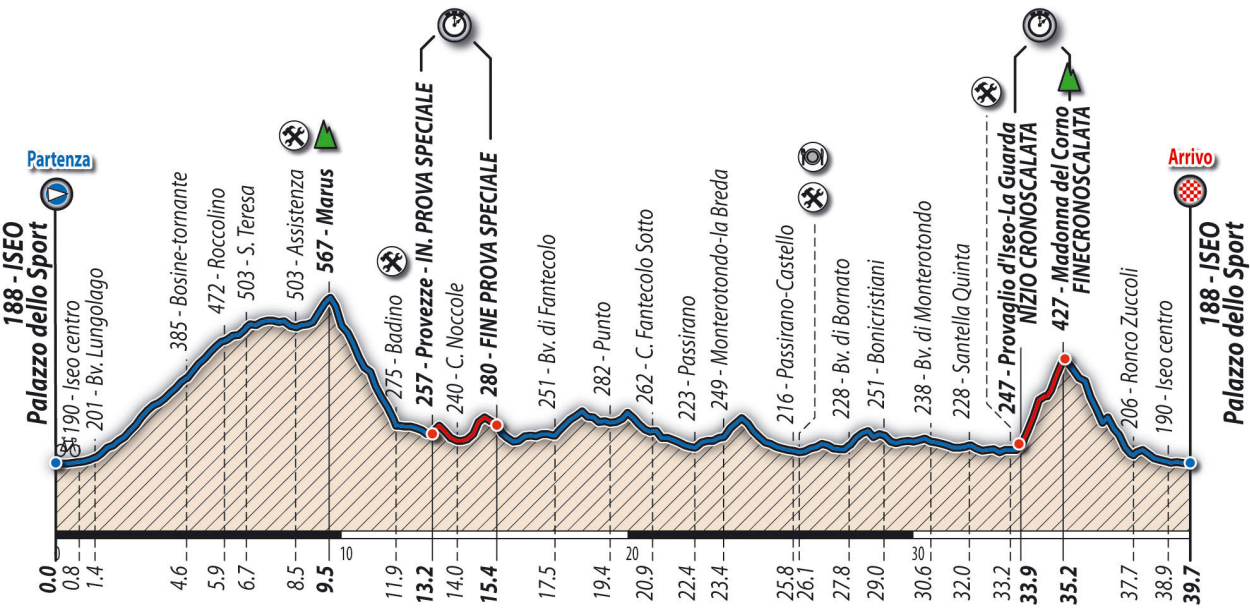 Partenza
188 - ISEO
Palazzo dello Sport
190 - Iseo centro
201 - Bv. Lungolago
385 - Bosine-tornante
472 - Roccolino
503 - S. Teresa
503 - Assistenza
567 - Marus
275 - Badino
257 - Provezze - IN. PROVA SPECIALE
240 - C. Noccole
280 - FINE PROVA SPECIALE
251 - Bv. di Fantecolo
282 - Punto
262 - C. Fantecolo Sotto
223 - Passirano
249 - Monterotondo-la Breda
216 - Passirano-Castello
228 - Bv. di Bornato
251 - Bonicristiani
238 - Bv. di Monterotondo
228 - Santella Quinta
247 - Provaglio d'Iseo-La Guarda
NIZIO CRONOSCALATA
427 - Madonna del Corno
FINECRONOSCALATA
206 - Ronco Zuccoli
190 - Iseo centro
Arrivo
188 - ISEO
Palazzo dello Sport
0 10 20 30
0.0 0.8 1.4 4.6 5.9 6.7 8.5 9.5 11.9 13.2 14.0 15.4 17.5 19.4 20.9 22.4 23.4 25.8 26.1 27.8 29.0 30.6 32.0 33.2 33.9 35.2 37.7 38.9 39.7